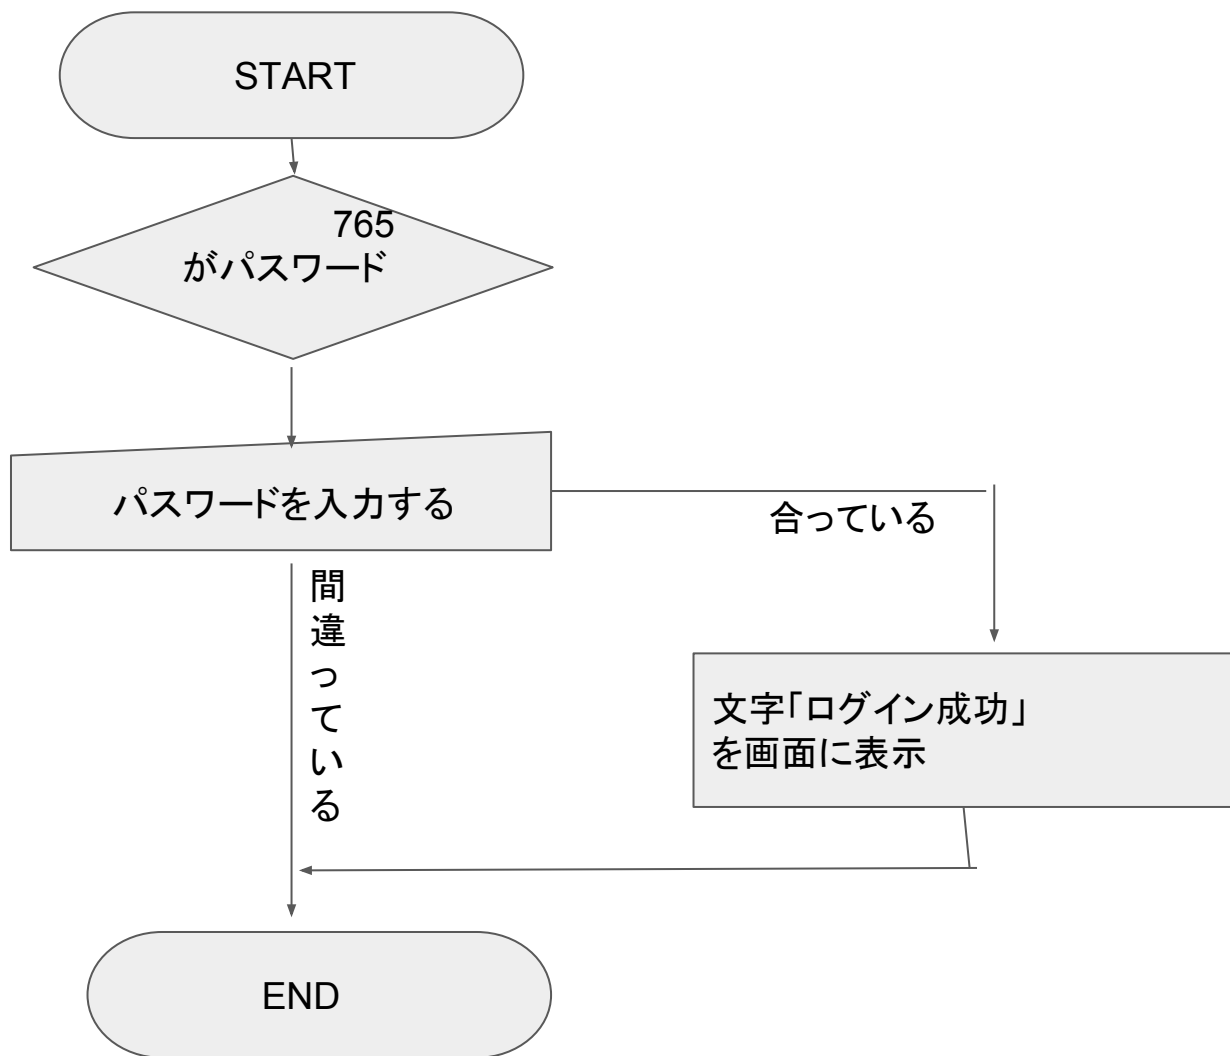 START
765
がパスワード
パスワードを入力する
合っている
間違っている
文字「ログイン成功」
を画面に表示
END